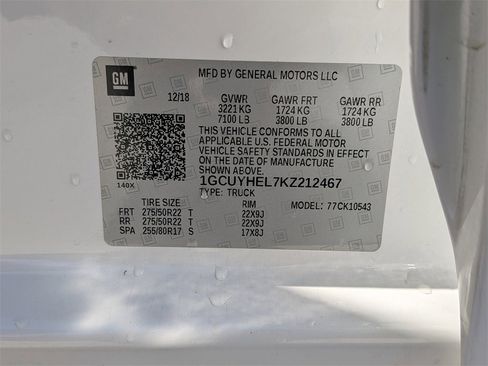 GM
MFD BY GENERAL MOTORS LLC
12/18 GVWR GAWR FRT GAWR RR
3221 KG 1724 KG 1724 KG
7100 LB 3800 LB 3800 LB
THIS VEHICLE CONFORMS TO ALL
APPLICABLE U.S. FEDERAL MOTOR
VEHICLE SAFETY STANDARDS IN EFFECT
ON THE DATE OF MANUFACTURE
SHOWN ABOVE.
1GCUYHEL7KZ212467
140X TYPE: TRUCK
TIRE SIZE RIM MODEL: 77CK10543
FRT 275/50R22 T 22X9J
RR 275/50R22 T 22X9J
SPA 255/80R17 S 17X8J